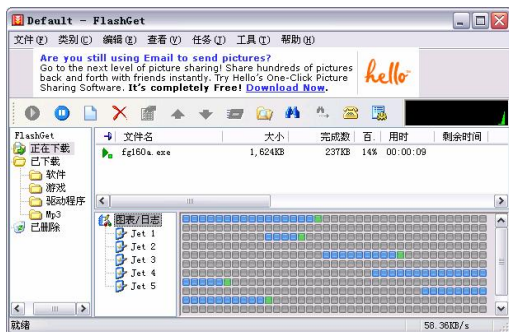 Default - FlashGet
文件(F) 类别(C) 编辑(E) 查看(V) 任务(J) 工具(T) 帮助(H)
Are you still using Email to send pictures?
Go to the next level of picture sharing! Share hundreds of pictures
back and forth with friends instantly. Try Hello's One-Click Picture
Sharing Software. It's completely Free! Download Now.
hello
FlashGet
正在下载
已下载
软件
游戏
驱动程序
Mp3
已删除
文件名 大小 完成数 百. 用时 剩余时间
fg160a.exe 1,624KB 237KB 14% 00:00:09
图表/日志
Jet 1
Jet 2
Jet 3
Jet 4
Jet 5
就绪 58.36KB/s